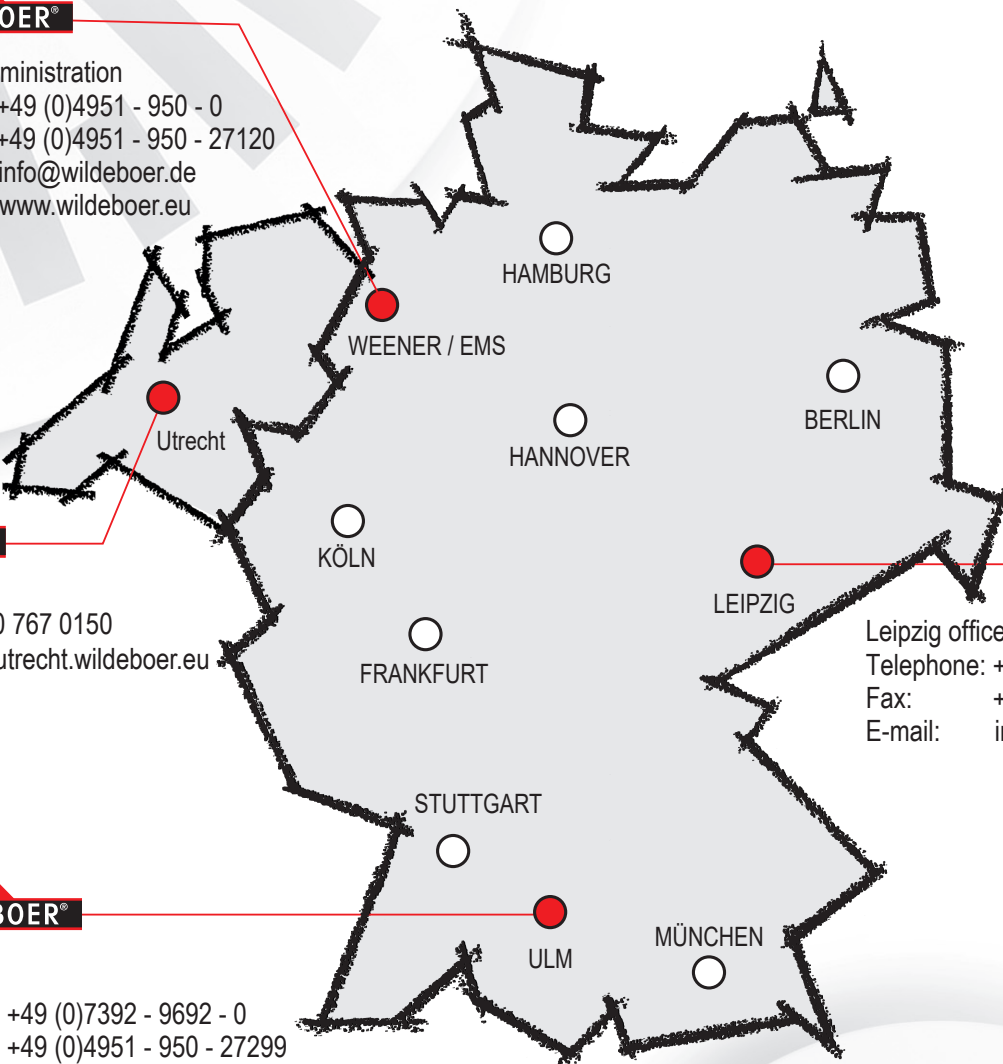 OER®
ministration
+49 (0)4951 - 950 - 0
+49 (0)4951 - 950 - 27120
info@wildeboer.de
www.wildeboer.eu
HAMBURG
WEENER / EMS
BERLIN
Utrecht
HANNOVER
KÖLN
LEIPZIG
0 767 0150
utrecht.wildeboer.eu
FRANKFURT
Leipzig office
Telephone: +
Fax: +
E-mail: i
STUTTGART
BOER®
ULM
MÜNCHEN
+49 (0)7392 - 9692 - 0
+49 (0)4951 - 950 - 27299